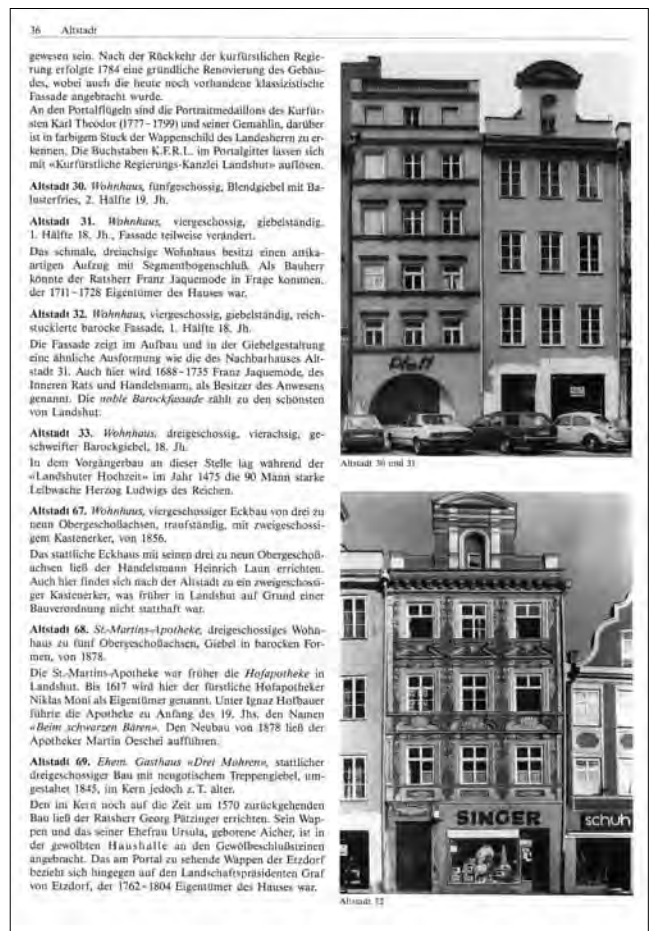 36 Altstadt
gewesen sein. Nach der Rückkehr der kurfürstlichen Regie-
rung erfolgte 1784 eine gründliche Renovierung des Gebäu-
des, wobei auch die heute noch vorhandene klassizistische
Fassade angebracht wurde.
An den Portalflügeln sind die Portraitmedaillons des Kurfür-
sten Karl Theodor (1777–1799) und seiner Gemahlin, darüber
ist in farbigem Stuck der Wappenschild des Landesherrn zu er-
kennen. Die Buchstaben K.F.R.L. im Portalgitter lassen sich
mit «Kurfürstliche Regierungs-Kanzlei Landshut» auflösen.
Altstadt 30. Wohnhaus, fünfgeschossig, Blendgiebel mit Ba-
lusterfries, 2. Hälfte 19. Jh.
Altstadt 31. Wohnhaus, viergeschossig, giebelständig,
1. Hälfte 18. Jh., Fassade teilweise verändert.
Das schmale, dreiachsige Wohnhaus besitzt einen attika-
artigen Aufzug mit Segmentbogenschluß. Als Bauherr
könnte der Ratsherr Franz Jaquemode in Frage kommen,
der 1711–1728 Eigentümer des Hauses war.
Altstadt 32. Wohnhaus, viergeschossig, giebelständig, reich-
stuckierte barocke Fassade, 1. Hälfte 18. Jh.
Die Fassade zeigt im Aufbau und in der Giebelgestaltung
eine ähnliche Ausformung wie die des Nachbarhauses Alt-
stadt 31. Auch hier wird 1688–1735 Franz Jaquemode, des
Inneren Rats und Handelsmann, als Besitzer des Anwesens
genannt. Die noble Barockfassade zählt zu den schönsten
von Landshut.
Altstadt 33. Wohnhaus, dreigeschossig, vierachsig, ge-
schweifter Barockgiebel, 18. Jh.
In dem Vorgängerbau an dieser Stelle lag während der
«Landshuter Hochzeit» im Jahr 1475 die 90 Mann starke
Leibwache Herzog Ludwigs des Reichen.
Altstadt 67. Wohnhaus, viergeschossiger Eckbau von drei zu
neun Obergeschoßachsen, traufständig, mit zweigeschossi-
gem Kastenerker, von 1856.
Das stattliche Eckhaus mit seinen drei zu neun Obergeschoß-
achsen ließ der Handelsmann Heinrich Laun errichten.
Auch hier findet sich nach der Altstadt zu ein zweigeschossi-
ger Kastenerker, was früher in Landshut auf Grund einer
Bauverordnung nicht statthaft war.
Altstadt 68. St.-Martins-Apotheke, dreigeschossiges Wohn-
haus zu fünf Obergeschoßachsen, Giebel in barocken For-
men, von 1878.
Die St.-Martins-Apotheke war früher die Hofapotheke in
Landshut. Bis 1617 wird hier der fürstliche Hofapotheker
Niklas Moni als Eigentümer genannt. Unter Ignaz Hofbauer
führte die Apotheke zu Anfang des 19. Jhs. den Namen
«Beim schwarzen Bären». Den Neubau von 1878 ließ der
Apotheker Martin Oeschel aufführen.
Altstadt 69. Ehem. Gasthaus «Drei Mohren», stattlicher
dreigeschossiger Bau mit neugotischem Treppengiebel, um-
gestaltet 1845, im Kern jedoch z. T. älter.
Den im Kern noch auf die Zeit um 1570 zurückgehenden
Bau ließ der Ratsherr Georg Pätzinger errichten. Sein Wap-
pen und das seiner Ehefrau Ursula, geborene Aicher, ist in
der gewölbten Haushalle an den Gewölbeschlußsteinen
angebracht. Das am Portal zu sehende Wappen der Etzdorf
bezieht sich hingegen auf den Landschaftspräsidenten Graf
von Etzdorf, der 1762–1804 Eigentümer des Hauses war.
Altstadt 30 und 31
SINGER
schuh
Altstadt 32